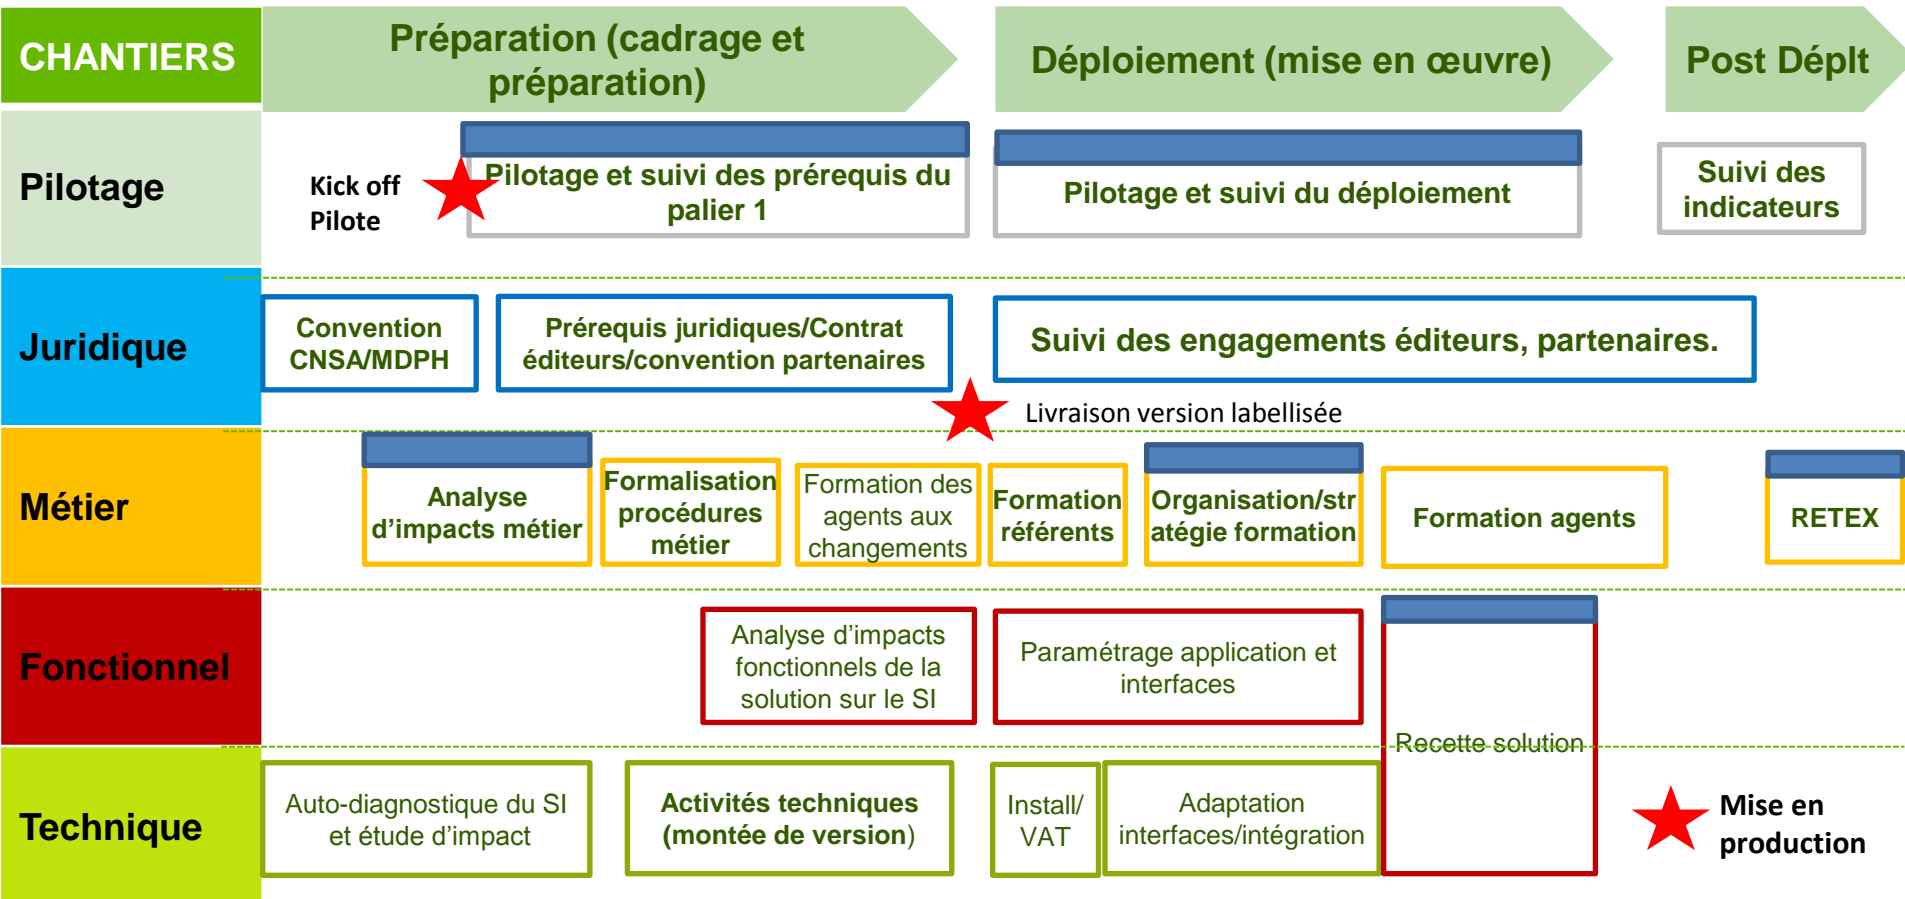 CHANTIERS
Préparation (cadrage et
préparation)
Déploiement (mise en œuvre)
Post Déplt
Pilotage
Kick off
Pilote
Pilotage et suivi des prérequis du
palier 1
Pilotage et suivi du déploiement
Suivi des
indicateurs
Juridique
Convention
CNSA/MDPH
Prérequis juridiques/Contrat
éditeurs/convention partenaires
Suivi des engagements éditeurs, partenaires.
Livraison version labellisée
Métier
Analyse
d'impacts métier
Formalisation
procédures
métier
Formation des
agents aux
changements
Formation
référents
Organisation/str
atégie formation
Formation agents
RETEX
Fonctionnel
Analyse d'impacts
fonctionnels de la
solution sur le SI
Paramétrage application et
interfaces
Recette solution
Technique
Auto-diagnostique du SI
et étude d'impact
Activités techniques
(montée de version)
Install/
VAT
Adaptation
interfaces/intégration
Mise en
production